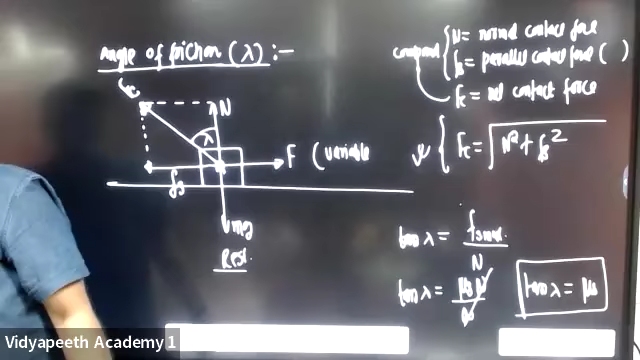 Angle of friction (λ) :-
N = normal contact force
fs = parallel contact force ( )
Fc = net contact force
component
Fc
N
λ
F (variable
fs
mg
Rest.
Fc = √N² + fs²
tan λ = fsmax / N
tan λ = μs N / N
tan λ = μs
Vidyapeeth Academy 1